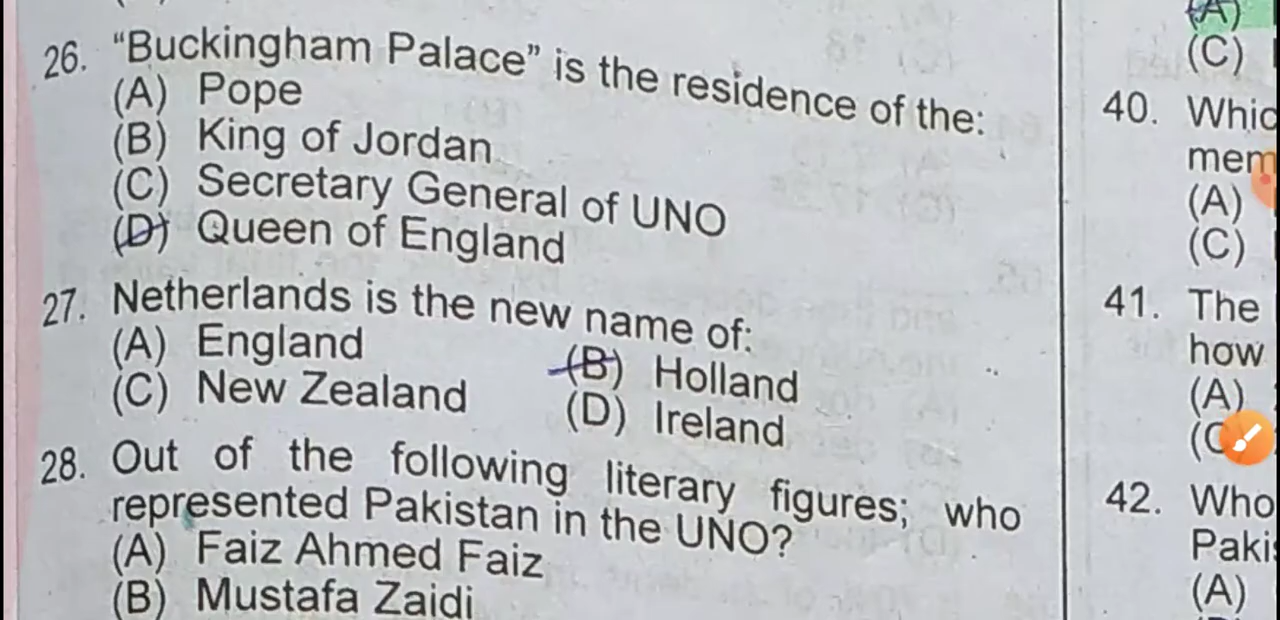 26. “Buckingham Palace” is the residence of the:
(A) Pope
(B) King of Jordan
(C) Secretary General of UNO
(D) Queen of England
27. Netherlands is the new name of:
(A) England
(B) Holland
(C) New Zealand
(D) Ireland
28. Out of the following literary figures; who
represented Pakistan in the UNO?
(A) Faiz Ahmed Faiz
(B) Mustafa Zaidi
(A)
(C)
40. Whic
mem
(A)
(C)
41. The
how
(A)
(C
42. Who
Paki
(A)